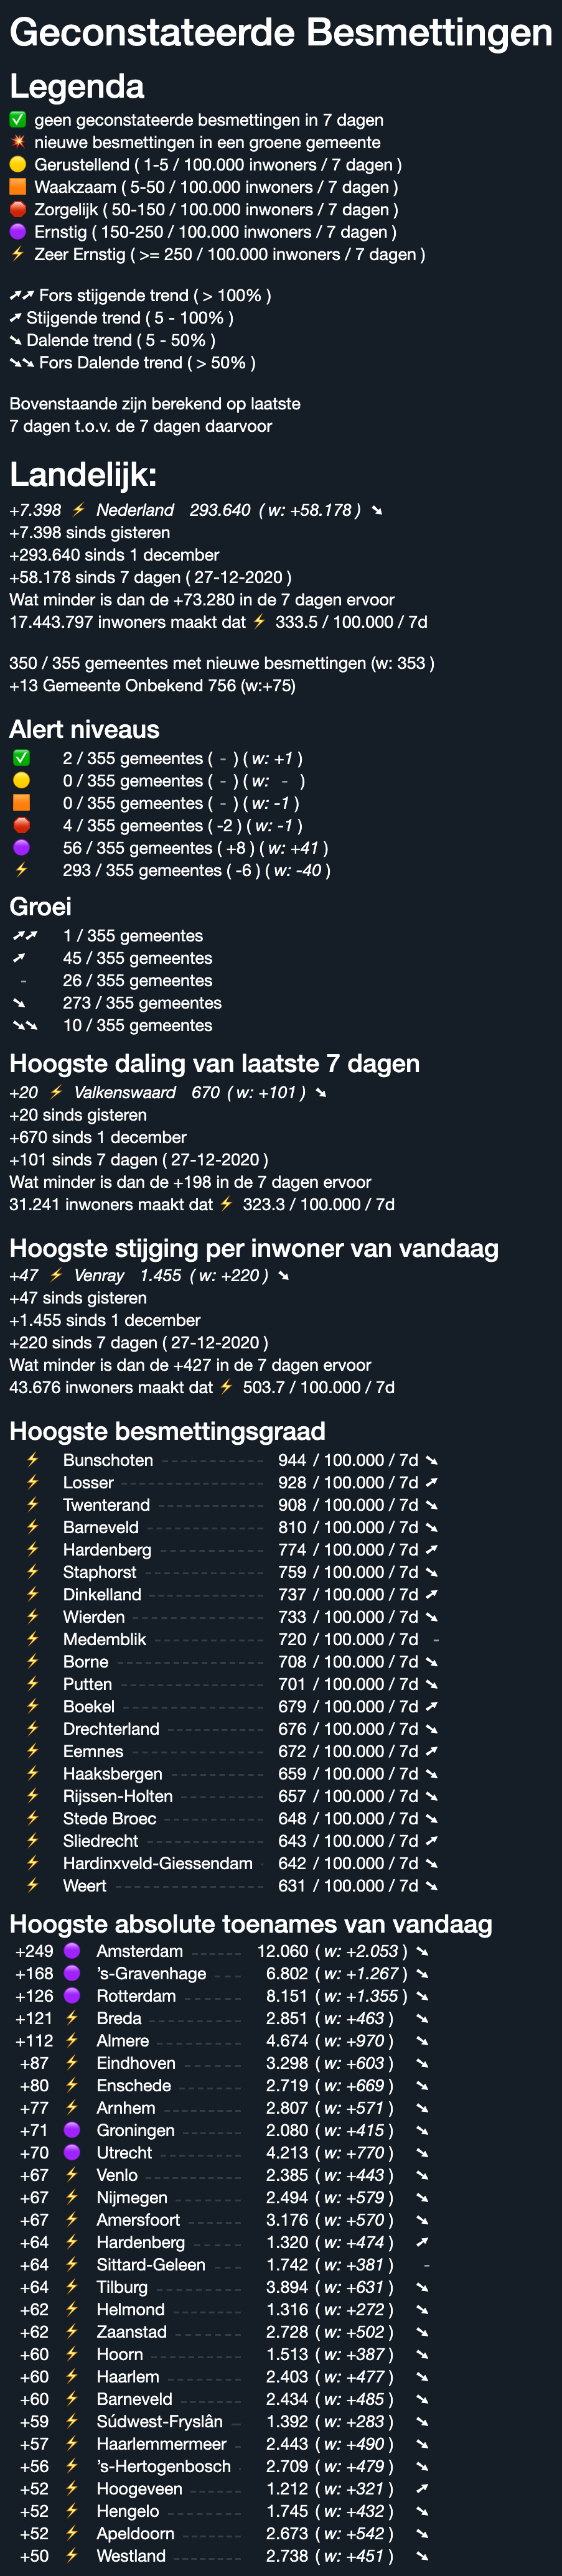 Geconstateerde Besmettingen
Legenda
✅ geen geconstateerde besmettingen in 7 dagen
💥 nieuwe besmettingen in een groene gemeente
🟡 Gerustellend ( 1-5 / 100.000 inwoners / 7 dagen )
🟧 Waakzaam ( 5-50 / 100.000 inwoners / 7 dagen )
🛑 Zorgelijk ( 50-150 / 100.000 inwoners / 7 dagen )
🟣 Ernstig ( 150-250 / 100.000 inwoners / 7 dagen )
⚡ Zeer Ernstig ( >= 250 / 100.000 inwoners / 7 dagen )
➚➚ Fors stijgende trend ( > 100% )
➚ Stijgende trend ( 5 - 100% )
➘ Dalende trend ( 5 - 50% )
➘➘ Fors Dalende trend ( > 50% )
Bovenstaande zijn berekend op laatste
7 dagen t.o.v. de 7 dagen daarvoor
Landelijk:
+7.398 ⚡ Nederland 293.640 ( w: +58.178 ) ➘
+7.398 sinds gisteren
+293.640 sinds 1 december
+58.178 sinds 7 dagen ( 27-12-2020 )
Wat minder is dan de +73.280 in de 7 dagen ervoor
17.443.797 inwoners maakt dat ⚡ 333.5 / 100.000 / 7d
350 / 355 gemeentes met nieuwe besmettingen (w: 353 )
+13 Gemeente Onbekend 756 (w:+75)
Alert niveaus
✅ 2 / 355 gemeentes ( - ) ( w: +1 )
🟡 0 / 355 gemeentes ( - ) ( w: - )
🟧 0 / 355 gemeentes ( - ) ( w: -1 )
🛑 4 / 355 gemeentes ( -2 ) ( w: -1 )
🟣 56 / 355 gemeentes ( +8 ) ( w: +41 )
⚡ 293 / 355 gemeentes ( -6 ) ( w: -40 )
Groei
➚➚ 1 / 355 gemeentes
➚ 45 / 355 gemeentes
- 26 / 355 gemeentes
➘ 273 / 355 gemeentes
➘➘ 10 / 355 gemeentes
Hoogste daling van laatste 7 dagen
+20 ⚡ Valkenswaard 670 ( w: +101 ) ➘
+20 sinds gisteren
+670 sinds 1 december
+101 sinds 7 dagen ( 27-12-2020 )
Wat minder is dan de +198 in de 7 dagen ervoor
31.241 inwoners maakt dat ⚡ 323.3 / 100.000 / 7d
Hoogste stijging per inwoner van vandaag
+47 ⚡ Venray 1.455 ( w: +220 ) ➘
+47 sinds gisteren
+1.455 sinds 1 december
+220 sinds 7 dagen ( 27-12-2020 )
Wat minder is dan de +427 in de 7 dagen ervoor
43.676 inwoners maakt dat ⚡ 503.7 / 100.000 / 7d
Hoogste besmettingsgraad
⚡ Bunschoten 944 / 100.000 / 7d ➘
⚡ Losser 928 / 100.000 / 7d ➚
⚡ Twenterand 908 / 100.000 / 7d ➘
⚡ Barneveld 810 / 100.000 / 7d ➘
⚡ Hardenberg 774 / 100.000 / 7d ➚
⚡ Staphorst 759 / 100.000 / 7d ➘
⚡ Dinkelland 737 / 100.000 / 7d ➚
⚡ Wierden 733 / 100.000 / 7d ➘
⚡ Medemblik 720 / 100.000 / 7d -
⚡ Borne 708 / 100.000 / 7d ➘
⚡ Putten 701 / 100.000 / 7d ➘
⚡ Boekel 679 / 100.000 / 7d ➚
⚡ Drechterland 676 / 100.000 / 7d ➘
⚡ Eemnes 672 / 100.000 / 7d ➚
⚡ Haaksbergen 659 / 100.000 / 7d ➘
⚡ Rijssen-Holten 657 / 100.000 / 7d ➘
⚡ Stede Broec 648 / 100.000 / 7d ➘
⚡ Sliedrecht 643 / 100.000 / 7d ➚
⚡ Hardinxveld-Giessendam 642 / 100.000 / 7d ➘
⚡ Weert 631 / 100.000 / 7d ➘
Hoogste absolute toenames van vandaag
+249 🟣 Amsterdam 12.060 ( w: +2.053 ) ➘
+168 🟣 's-Gravenhage 6.802 ( w: +1.267 ) ➘
+126 🟣 Rotterdam 8.151 ( w: +1.355 ) ➘
+121 ⚡ Breda 2.851 ( w: +463 ) ➘
+112 ⚡ Almere 4.674 ( w: +970 ) ➘
+87 ⚡ Eindhoven 3.298 ( w: +603 ) ➘
+80 ⚡ Enschede 2.719 ( w: +669 ) ➘
+77 ⚡ Arnhem 2.807 ( w: +571 ) ➘
+71 🟣 Groningen 2.080 ( w: +415 ) ➘
+70 🟣 Utrecht 4.213 ( w: +770 ) ➘
+67 ⚡ Venlo 2.385 ( w: +443 ) ➘
+67 ⚡ Nijmegen 2.494 ( w: +579 ) ➘
+67 ⚡ Amersfoort 3.176 ( w: +570 ) ➘
+64 ⚡ Hardenberg 1.320 ( w: +474 ) ➚
+64 ⚡ Sittard-Geleen 1.742 ( w: +381 ) -
+64 ⚡ Tilburg 3.894 ( w: +631 ) ➘
+62 ⚡ Helmond 1.316 ( w: +272 ) ➘
+62 ⚡ Zaanstad 2.728 ( w: +502 ) ➘
+60 ⚡ Hoorn 1.513 ( w: +387 ) ➘
+60 ⚡ Haarlem 2.403 ( w: +477 ) ➘
+60 ⚡ Barneveld 2.434 ( w: +485 ) ➘
+59 ⚡ Súdwest-Fryslân 1.392 ( w: +283 ) ➘
+57 ⚡ Haarlemmermeer 2.443 ( w: +490 ) ➘
+56 ⚡ 's-Hertogenbosch 2.709 ( w: +479 ) ➘
+52 ⚡ Hoogeveen 1.212 ( w: +321 ) ➚
+52 ⚡ Hengelo 1.745 ( w: +432 ) ➘
+52 ⚡ Apeldoorn 2.673 ( w: +542 ) ➘
+50 ⚡ Westland 2.738 ( w: +451 ) ➘